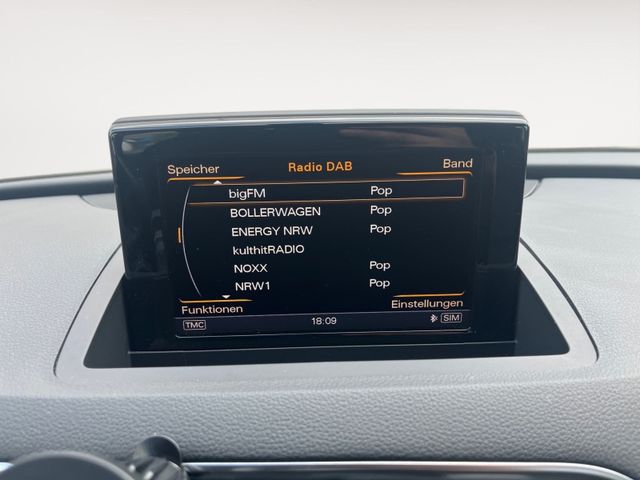 Speicher Radio DAB Band
bigFM Pop
BOLLERWAGEN Pop
ENERGY NRW Pop
kulthitRADIO
NOXX Pop
NRW1 Pop
Funktionen Einstellungen
TMC 18:09 SIM